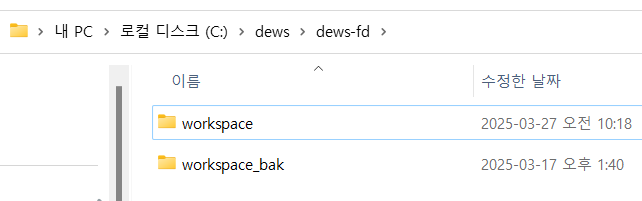 내 PC > 로컬 디스크 (C:) > dews > dews-fd >
이름 수정한 날짜
workspace 2025-03-27 오전 10:18
workspace_bak 2025-03-17 오후 1:40